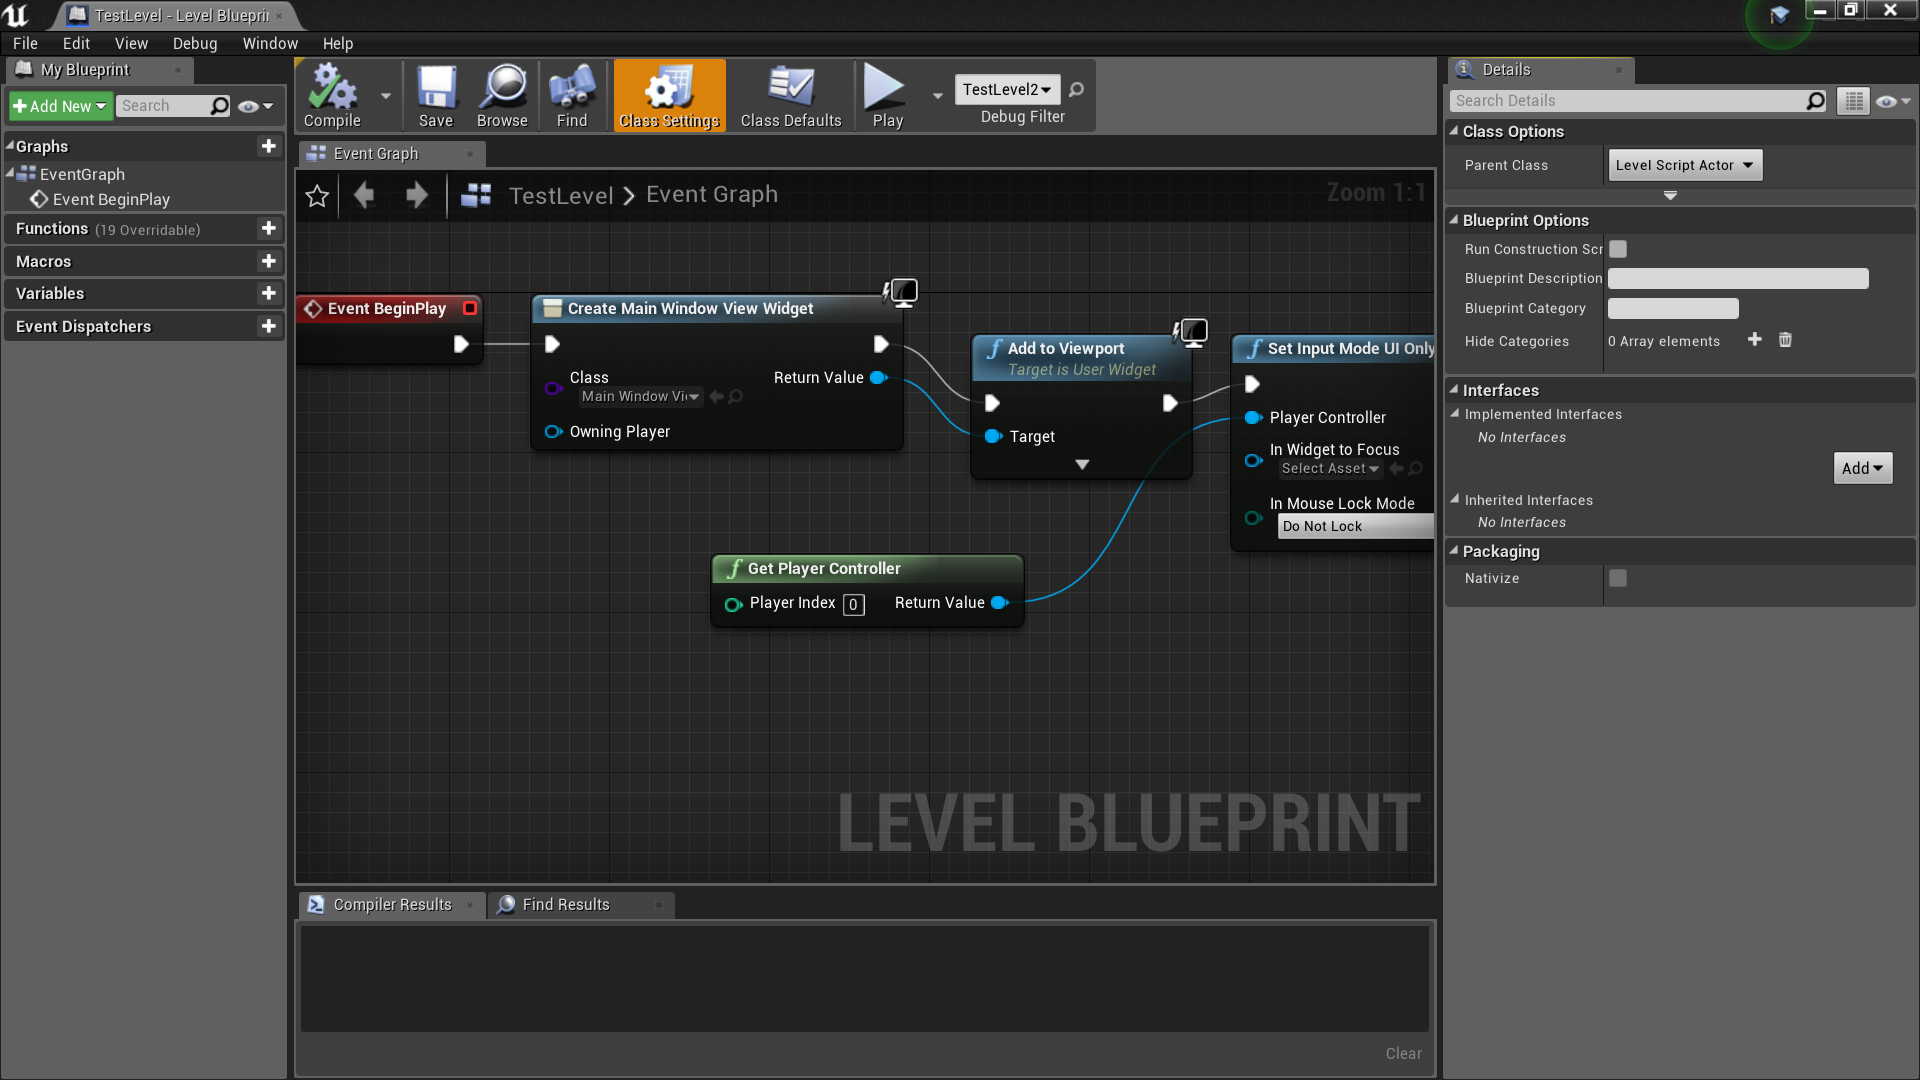 TestLevel - Level Blueprin
File Edit View Debug Window Help
My Blueprint
Add New
Search
Graphs
EventGraph
Event BeginPlay
Functions (19 Overridable)
Macros
Variables
Event Dispatchers
Compile
Save
Browse
Find
Class Settings
Class Defaults
Play
TestLevel2
Debug Filter
Event Graph
TestLevel > Event Graph
Zoom 1:1
Event BeginPlay
Create Main Window View Widget
Class
Main Window Vi
Return Value
Owning Player
Add to Viewport
Target is User Widget
Target
Set Input Mode UI Only
Player Controller
In Widget to Focus
Select Asset
In Mouse Lock Mode
Do Not Lock
Get Player Controller
Player Index 0
Return Value
LEVEL BLUEPRINT
Compiler Results
Find Results
Clear
Details
Search Details
Class Options
Parent Class
Level Script Actor
Blueprint Options
Run Construction Scr
Blueprint Description
Blueprint Category
Hide Categories
0 Array elements
Interfaces
Implemented Interfaces
No Interfaces
Add
Inherited Interfaces
No Interfaces
Packaging
Nativize